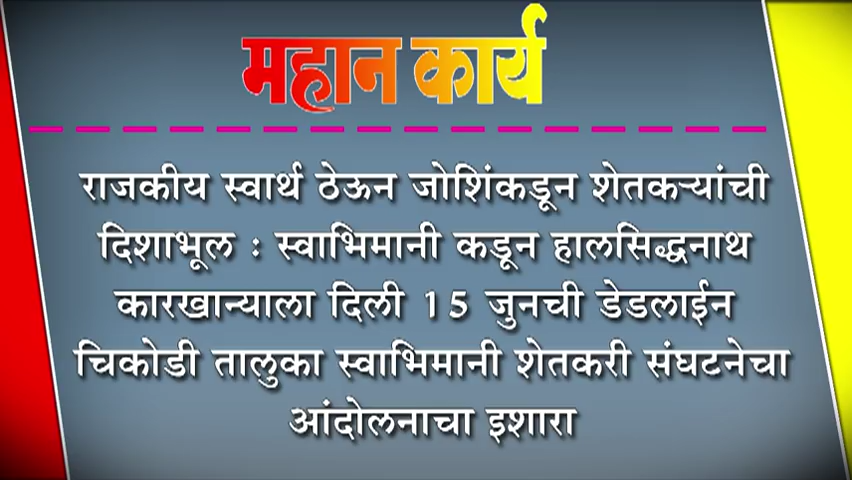 महान कार्य
राजकीय स्वार्थ ठेऊन जोशिंकडून शेतकऱ्यांची
दिशाभूल : स्वाभिमानी कडून हालसिद्धनाथ
कारखान्याला दिली 15 जुनची डेडलाईन
चिकोडी तालुका स्वाभिमानी शेतकरी संघटनेचा
आंदोलनाचा इशारा